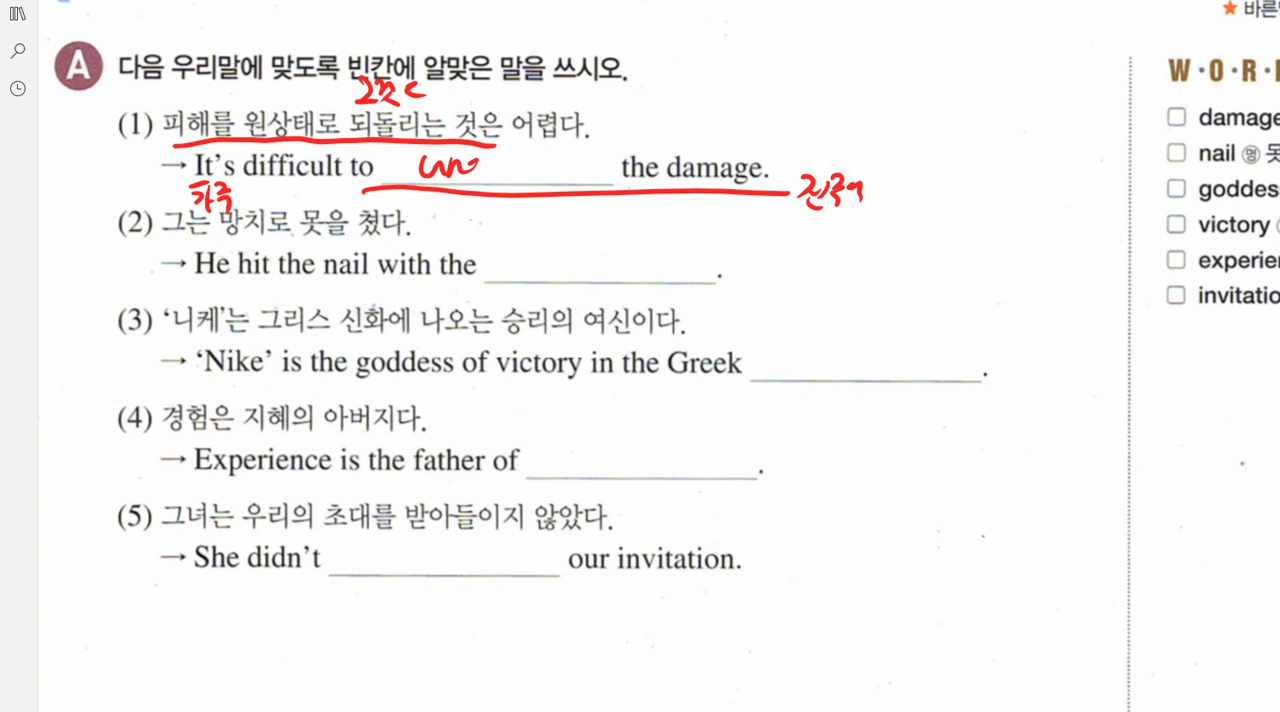 ★ 바른
A 다음 우리말에 맞도록 빈칸에 알맞은 말을 쓰시오.
(1) 피해를 원상태로 되돌리는 것은 어렵다.
→ It's difficult to ____________ the damage.
(2) 그는 망치로 못을 쳤다.
→ He hit the nail with the ____________.
(3) '니케'는 그리스 신화에 나오는 승리의 여신이다.
→ 'Nike' is the goddess of victory in the Greek ____________.
(4) 경험은 지혜의 아버지다.
→ Experience is the father of ____________.
(5) 그녀는 우리의 초대를 받아들이지 않았다.
→ She didn't ____________ our invitation.
W·O·R·
damage
nail 명 못
goddes
victory
experie
invitatio